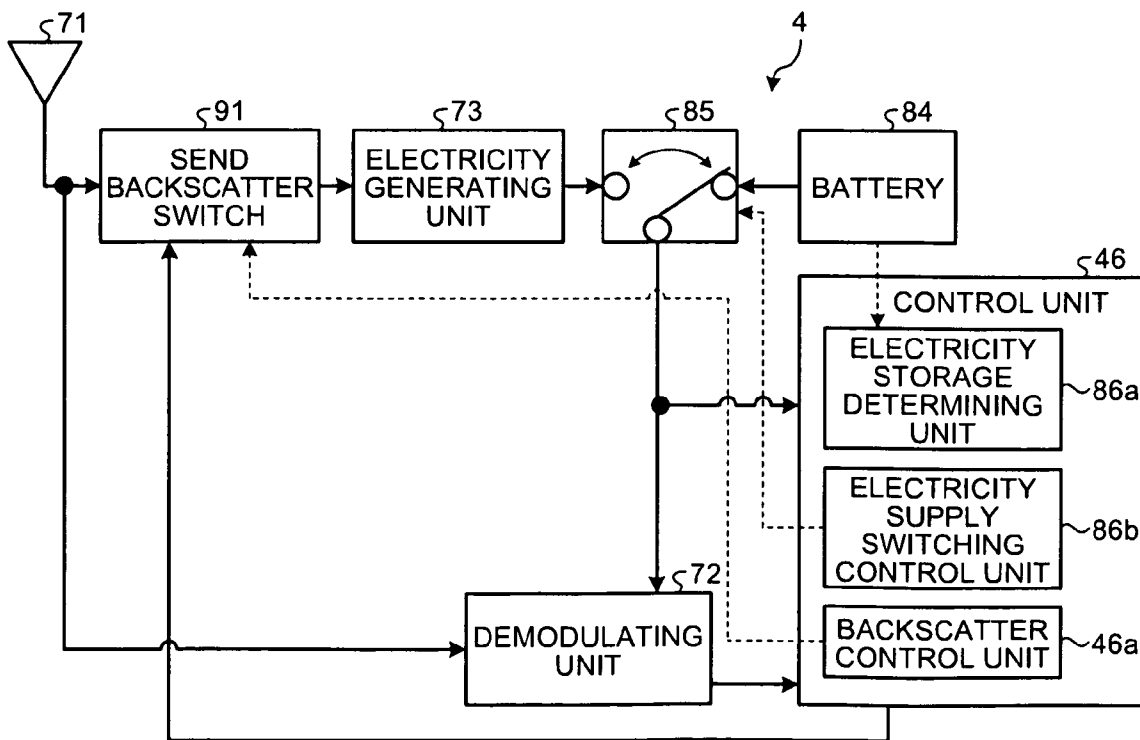 71
4
91
73
85
84
SEND
BACKSCATTER
SWITCH
ELECTRICITY
GENERATING
UNIT
BATTERY
46
CONTROL UNIT
ELECTRICITY
STORAGE
DETERMINING
UNIT
86a
ELECTRICITY
SUPPLY
SWITCHING
CONTROL UNIT
86b
72
DEMODULATING
UNIT
BACKSCATTER
CONTROL UNIT
46a